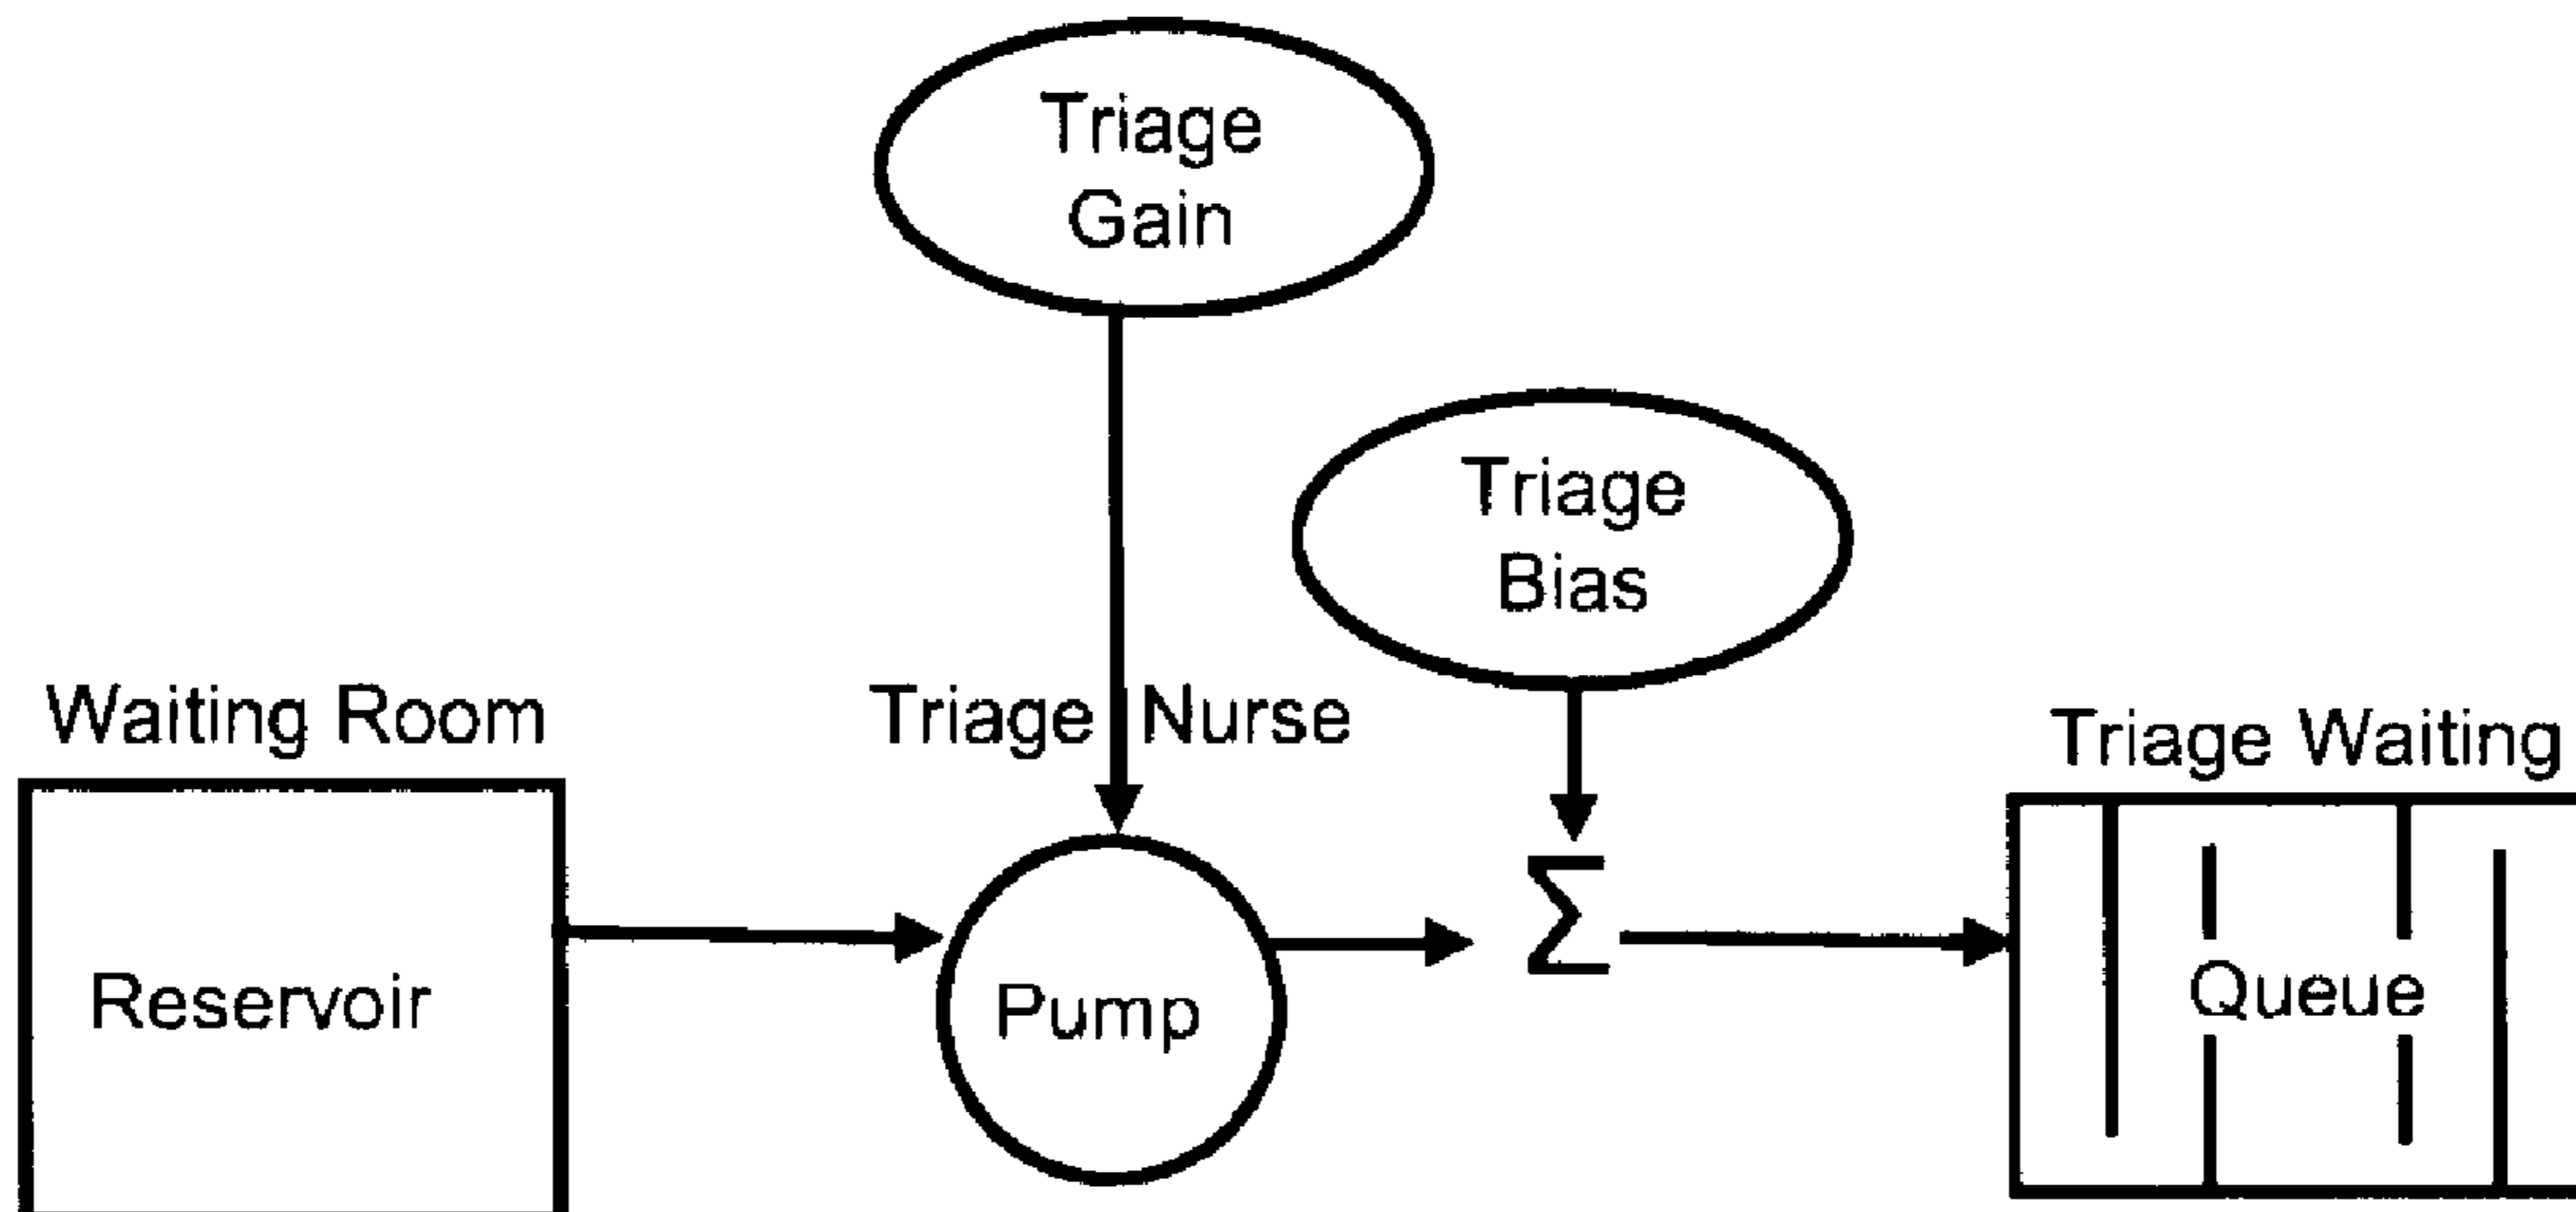 Triage
Gain
Triage
Bias
Waiting Room
Triage Nurse
Triage Waiting
Reservoir
Pump
Σ
Queue